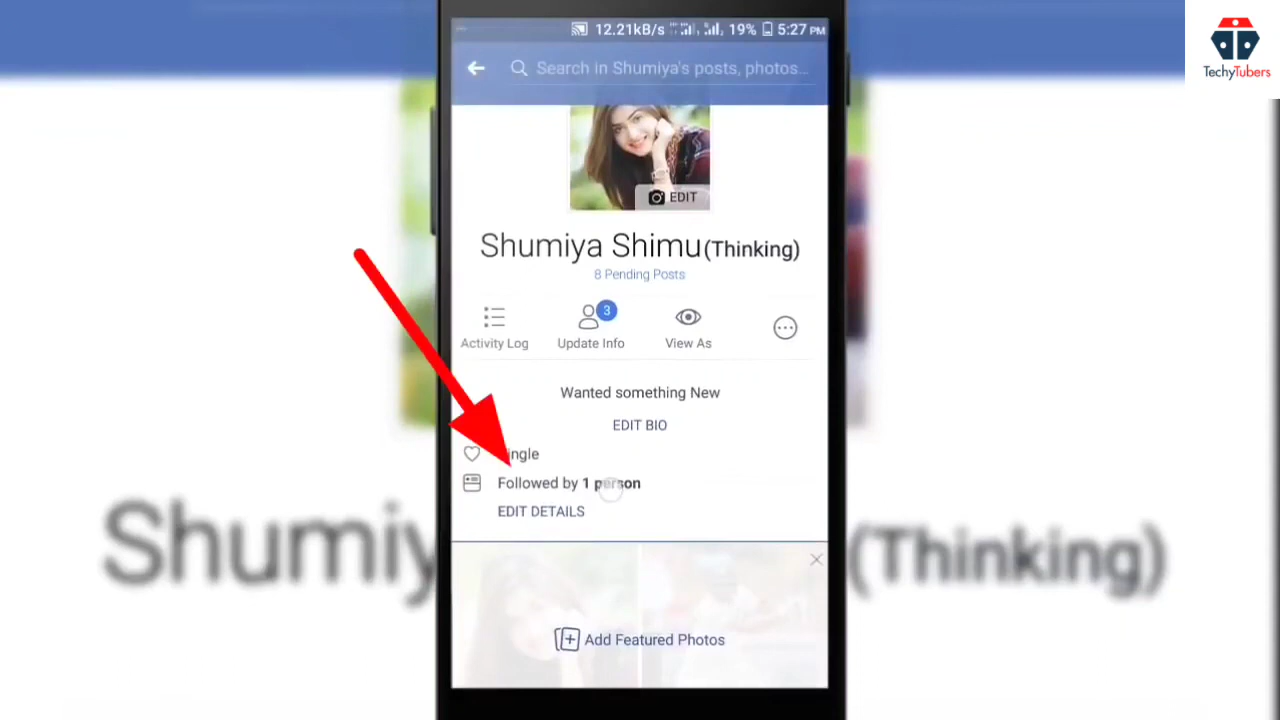 12.21kB/s 19% 5:27 PM
TechyTubers
Search in Shumiya's posts, photos...
EDIT
Shumiya Shimu(Thinking)
8 Pending Posts
3
Activity Log Update Info View As
Wanted something New
EDIT BIO
Single
Followed by 1 person
EDIT DETAILS
Add Featured Photos
Shumiy (Thinking)